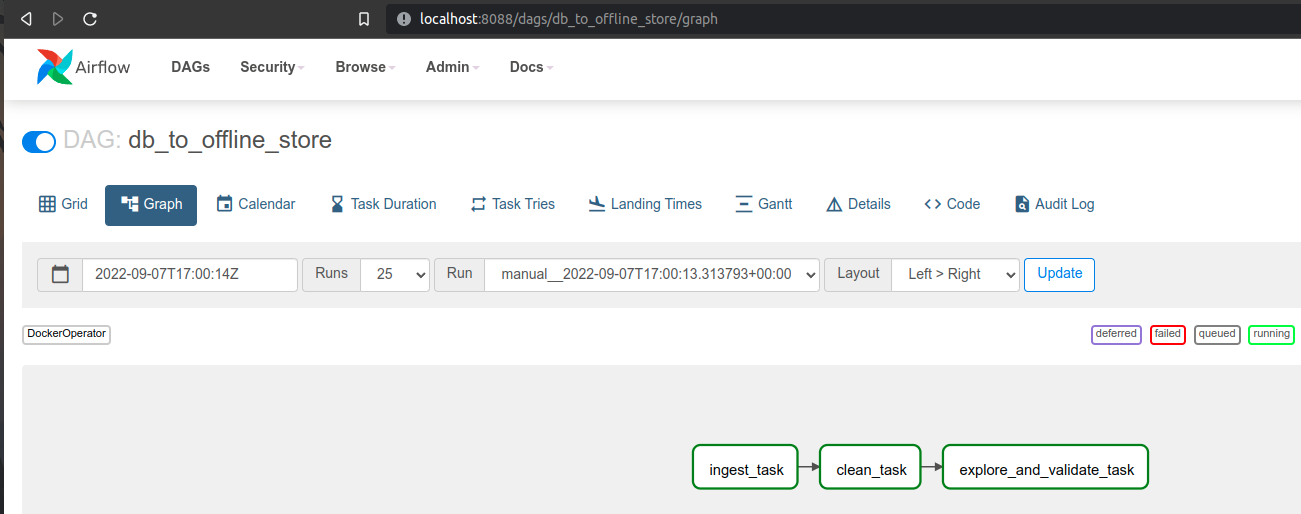 localhost:8088/dags/db_to_offline_store/graph
Airflow DAGs Security Browse Admin Docs
DAG: db_to_offline_store
Grid Graph Calendar Task Duration Task Tries Landing Times Gantt Details Code Audit Log
2022-09-07T17:00:14Z Runs 25 Run manual__2022-09-07T17:00:13.313793+00:00 Layout Left > Right Update
DockerOperator deferred failed queued running
ingest_task clean_task explore_and_validate_task